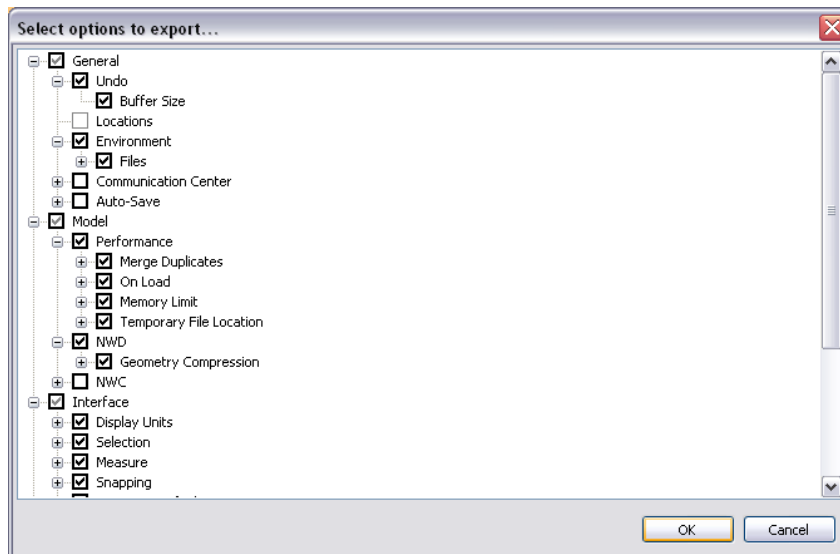 Select options to export...
General
Undo
Buffer Size
Locations
Environment
Files
Communication Center
Auto-Save
Model
Performance
Merge Duplicates
On Load
Memory Limit
Temporary File Location
NWD
Geometry Compression
NWC
Interface
Display Units
Selection
Measure
Snapping
OK Cancel